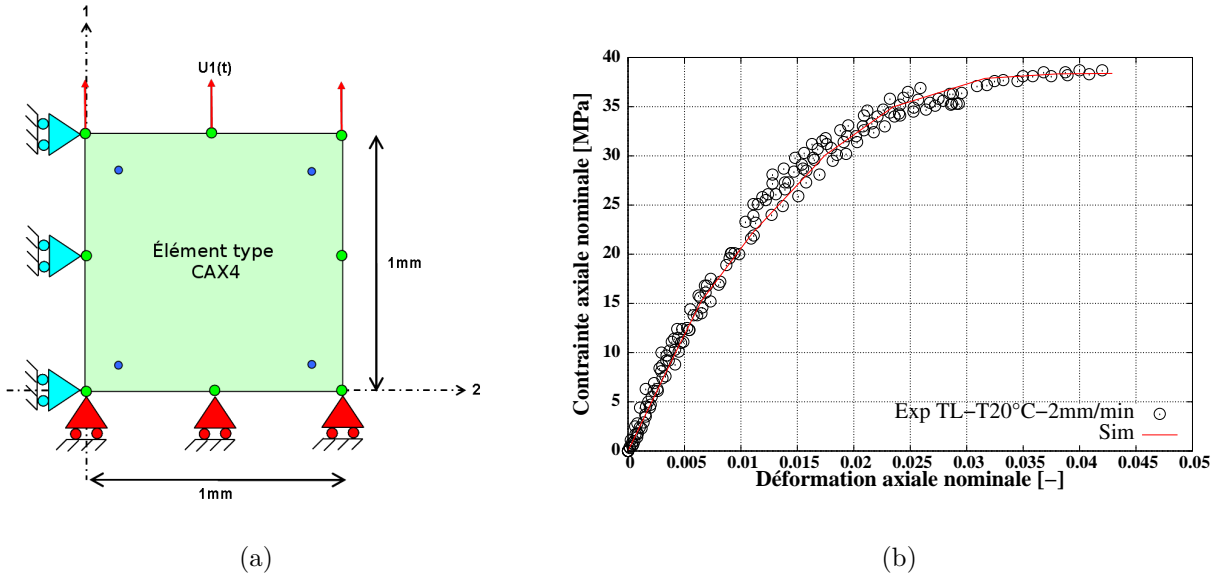 1
U1(t)
Élément type
CAX4
1mm
2
1mm
(a)
Contrainte axiale nominale [MPa]
40
35
30
25
20
15
10
5
0
Exp TL−T20°C−2mm/min
Sim
0 0.005 0.01 0.015 0.02 0.025 0.03 0.035 0.04 0.045 0.05
Déformation axiale nominale [−]
(b)